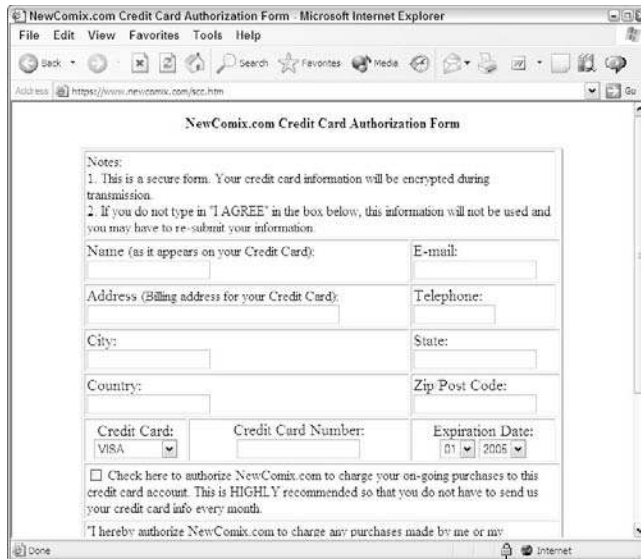 NewComix.com Credit Card Authorization Form - Microsoft Internet Explorer
File Edit View Favorites Tools Help
Back Search Favorites Media
Address https://www.newcomix.com/scc.htm Go
NewComix.com Credit Card Authorization Form
Notes:
1. This is a secure form. Your credit card information will be encrypted during
transmission.
2. If you do not type in "I AGREE" in the box below, this information will not be used and
you may have to re-submit your information.
Name (as it appears on your Credit Card): E-mail:
Address (Billing address for your Credit Card): Telephone:
City: State:
Country: Zip Post Code:
Credit Card: Credit Card Number: Expiration Date:
VISA 01 2005
Check here to authorize NewComix.com to charge your on-going purchases to this
credit card account. This is HIGHLY recommended so that you do not have to send us
your credit card info every month.
"I hereby authorize NewComix.com to charge any purchases made by me or my
Done Internet